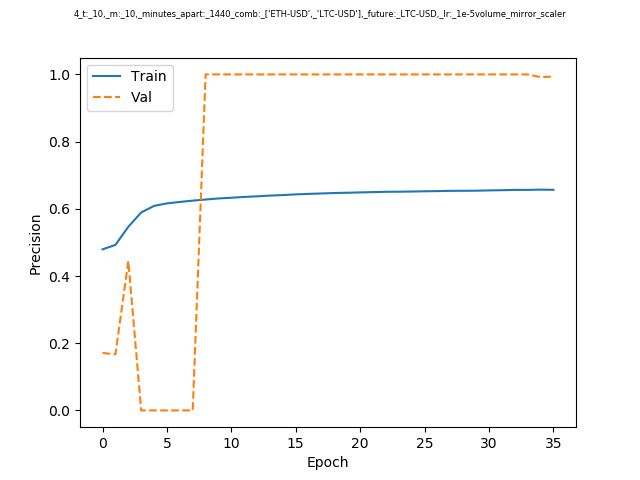 4_t:_10,_m:_10,_minutes_apart:_1440_comb:_['ETH-USD',_'LTC-USD'],_future:_LTC-USD,_lr:_1e-5volume_mirror_scaler
Train
Val
1.0
0.8
0.6
0.4
0.2
0.0
Precision
0 5 10 15 20 25 30 35
Epoch